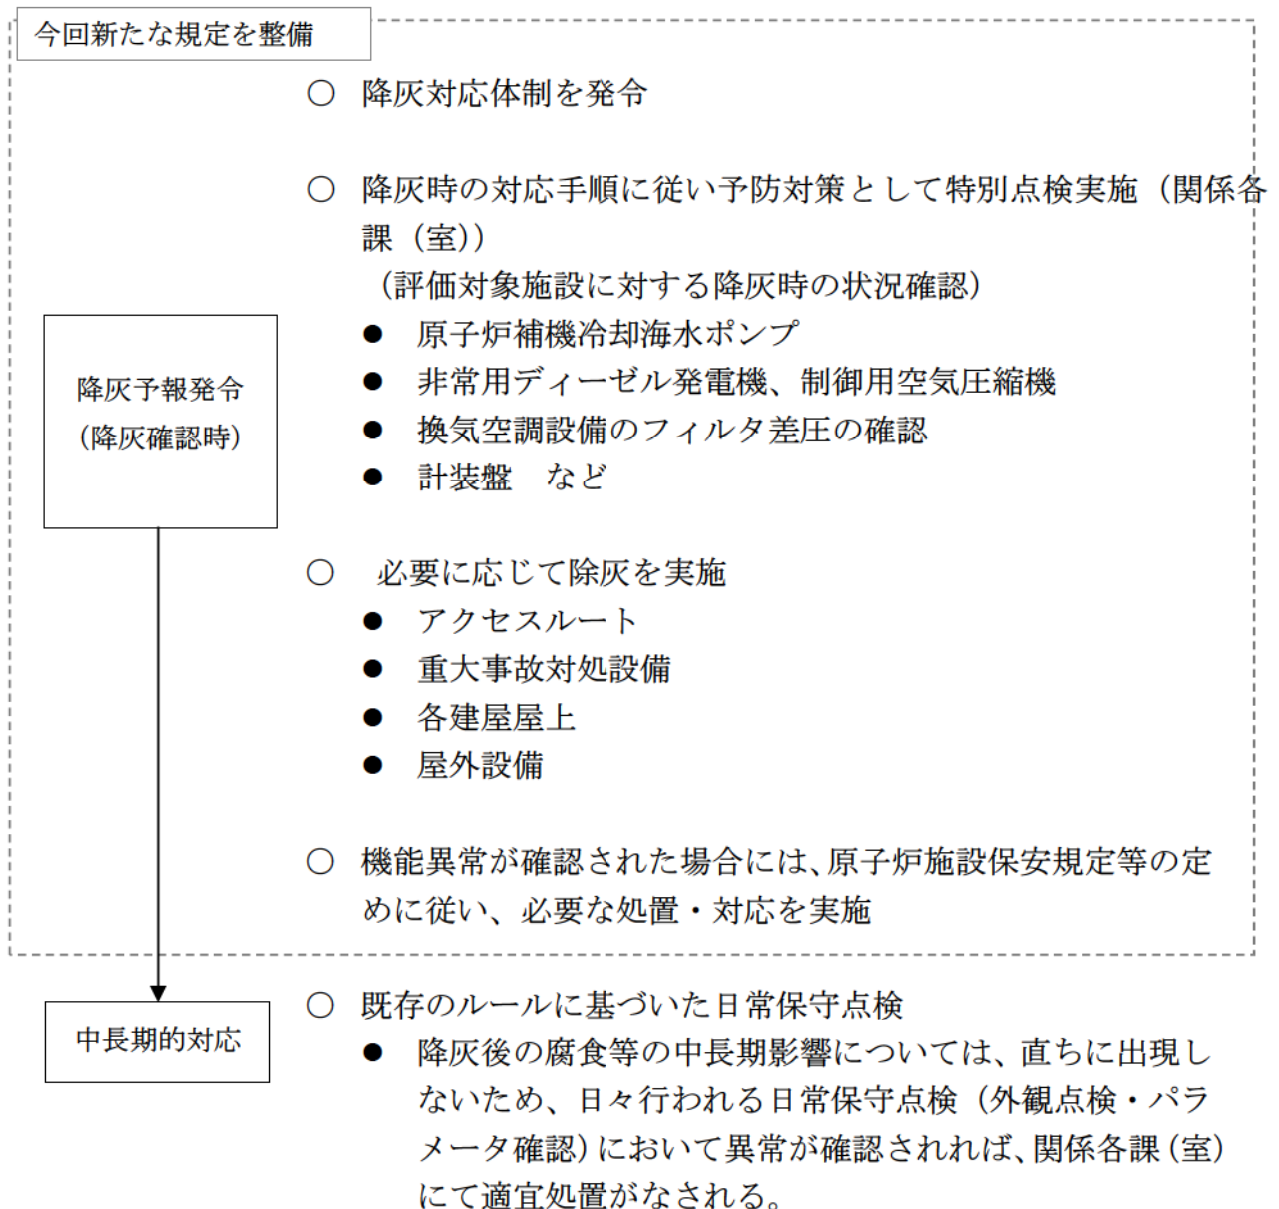 今回新たな規定を整備
○ 降灰対応体制を発令
○ 降灰時の対応手順に従い予防対策として特別点検実施（関係各
課（室））
（評価対象施設に対する降灰時の状況確認）
● 原子炉補機冷却海水ポンプ
● 非常用ディーゼル発電機、制御用空気圧縮機
● 換気空調設備のフィルタ差圧の確認
● 計装盤　など
降灰予報発令
（降灰確認時）
○ 必要に応じて除灰を実施
● アクセスルート
● 重大事故対処設備
● 各建屋屋上
● 屋外設備
○ 機能異常が確認された場合には、原子炉施設保安規定等の定
めに従い、必要な処置・対応を実施
中長期的対応
○ 既存のルールに基づいた日常保守点検
● 降灰後の腐食等の中長期影響については、直ちに出現し
ないため、日々行われる日常保守点検（外観点検・パラ
メータ確認）において異常が確認されれば、関係各課（室）
にて適宜処置がなされる。